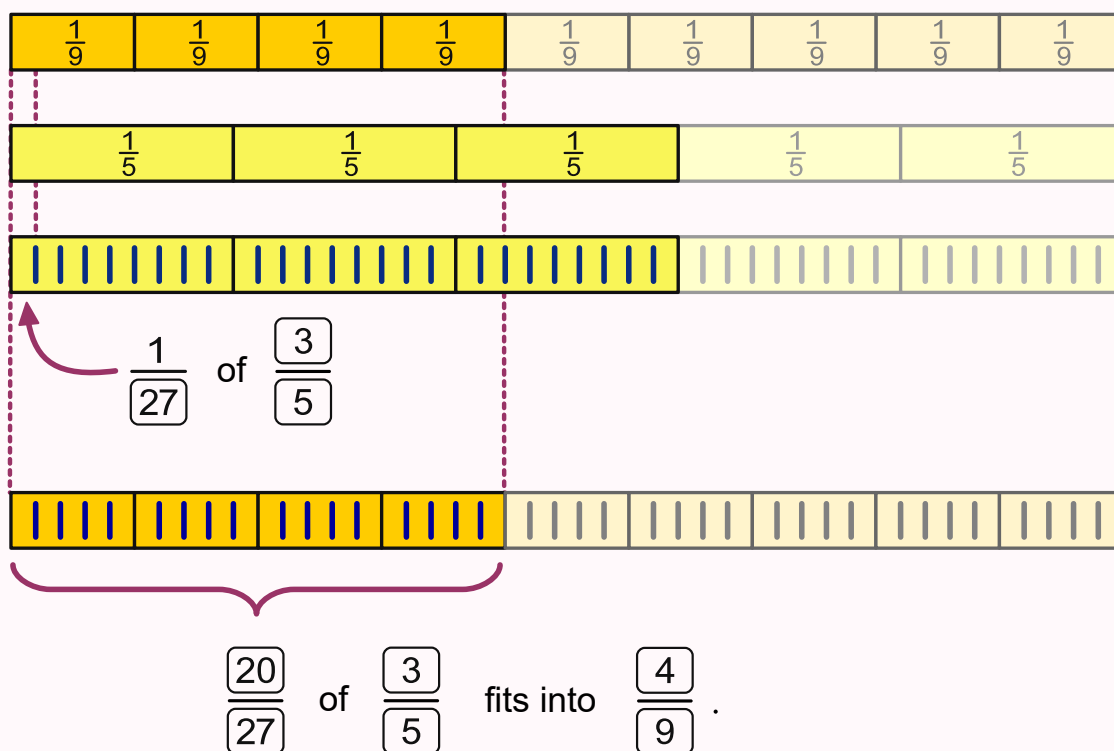 1/9 1/9 1/9 1/9 1/9 1/9 1/9 1/9 1/9
1/5 1/5 1/5 1/5 1/5
1/27 of 3/5
20/27 of 3/5 fits into 4/9 .